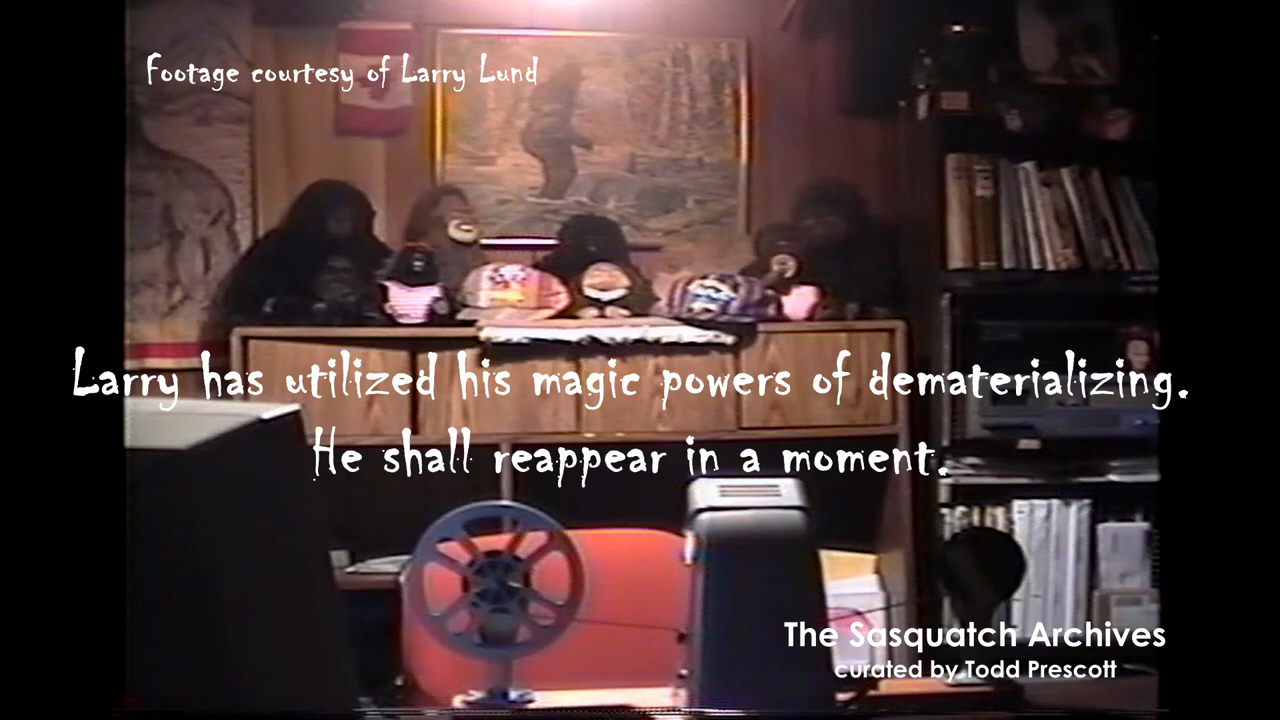 Footage courtesy of Larry Lund
Larry has utilized his magic powers of dematerializing.
He shall reappear in a moment.
The Sasquatch Archives
curated by Todd Prescott